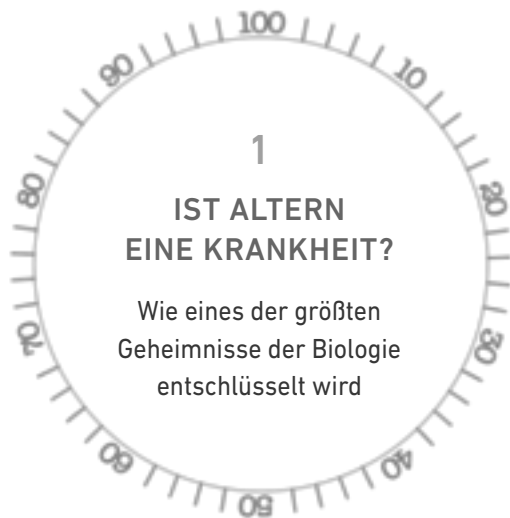 100
10
20
30
40
50
60
70
80
90
1
IST ALTERN
EINE KRANKHEIT?
Wie eines der größten
Geheimnisse der Biologie
entschlüsselt wird